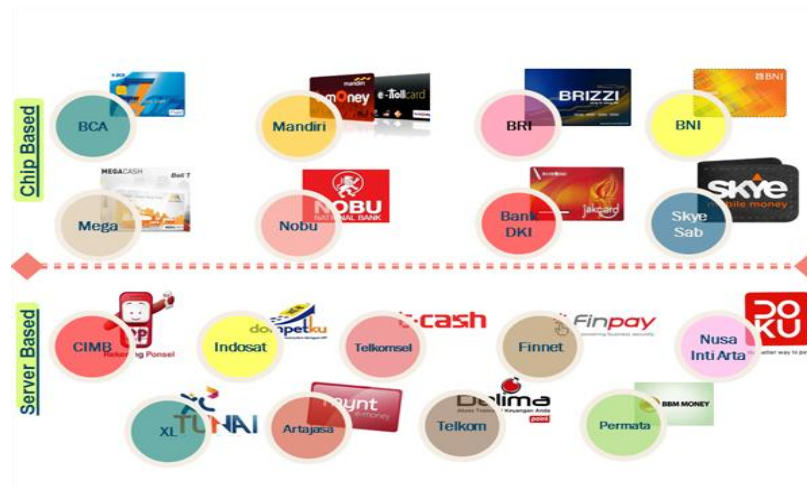 Chip Based
BCA
Mandiri
mandiri
e-Tollcard
BRI
BRIZZI
BNI
BNI
Mega
MEGACASH
Nobu
NOBU
NATIONAL BANK
Bank
DKI
jakcard
Skye
Sab
SKYE
mobile money
Server Based
CIMB
Rekening Ponsel
Indosat
dompetku
Telkomsel
cash
Finnet
Finpay
Nusa
Inti Arta
DOKU
XL
TUNAI
Artajasa
e-money
Telkom
Delima
point
Permata
BBM MONEY